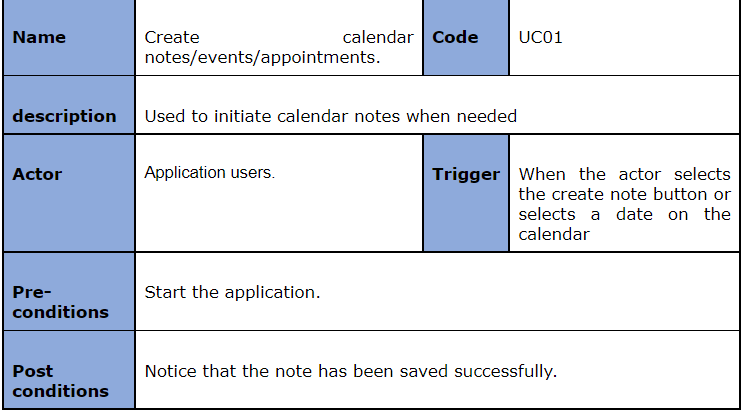 Name
Create calendar
notes/events/appointments.
Code
UC01
description
Used to initiate calendar notes when needed
Actor
Application users.
Trigger
When the actor selects
the create note button or
selects a date on the
calendar
Pre-
conditions
Start the application.
Post
conditions
Notice that the note has been saved successfully.